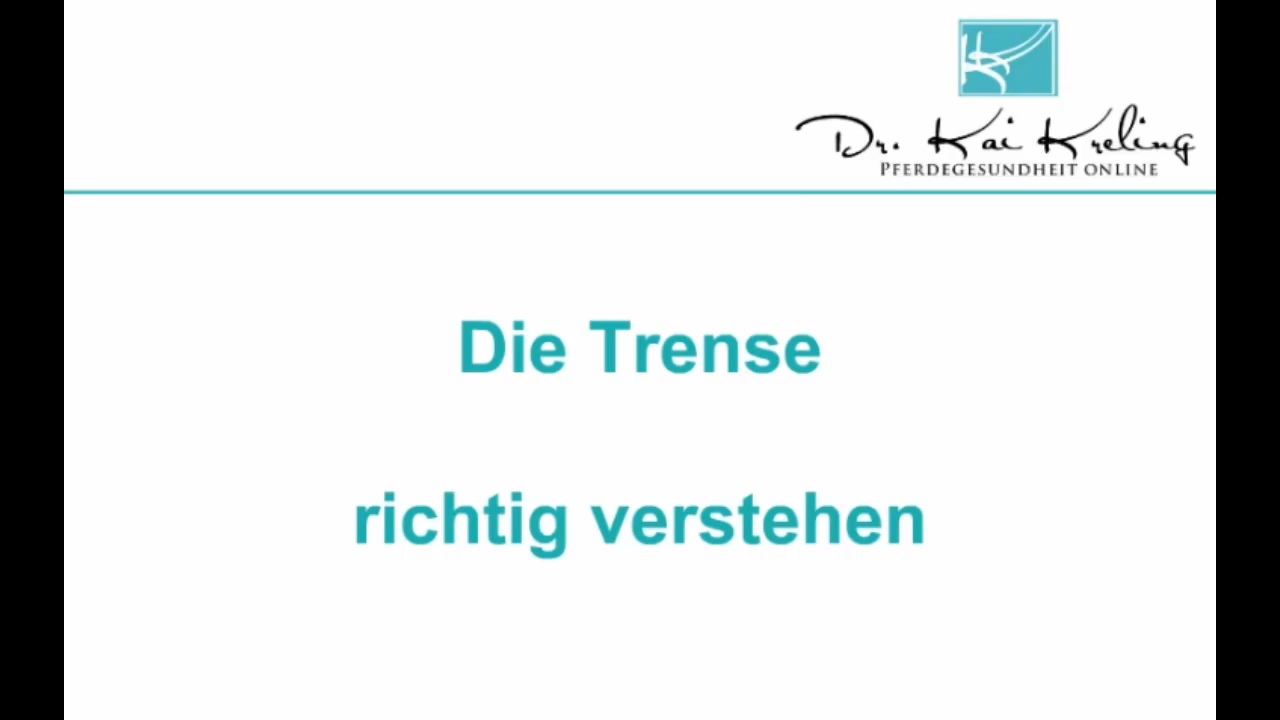 Dr. Kai Kreling
PFERDEGESUNDHEIT ONLINE
Die Trense
richtig verstehen